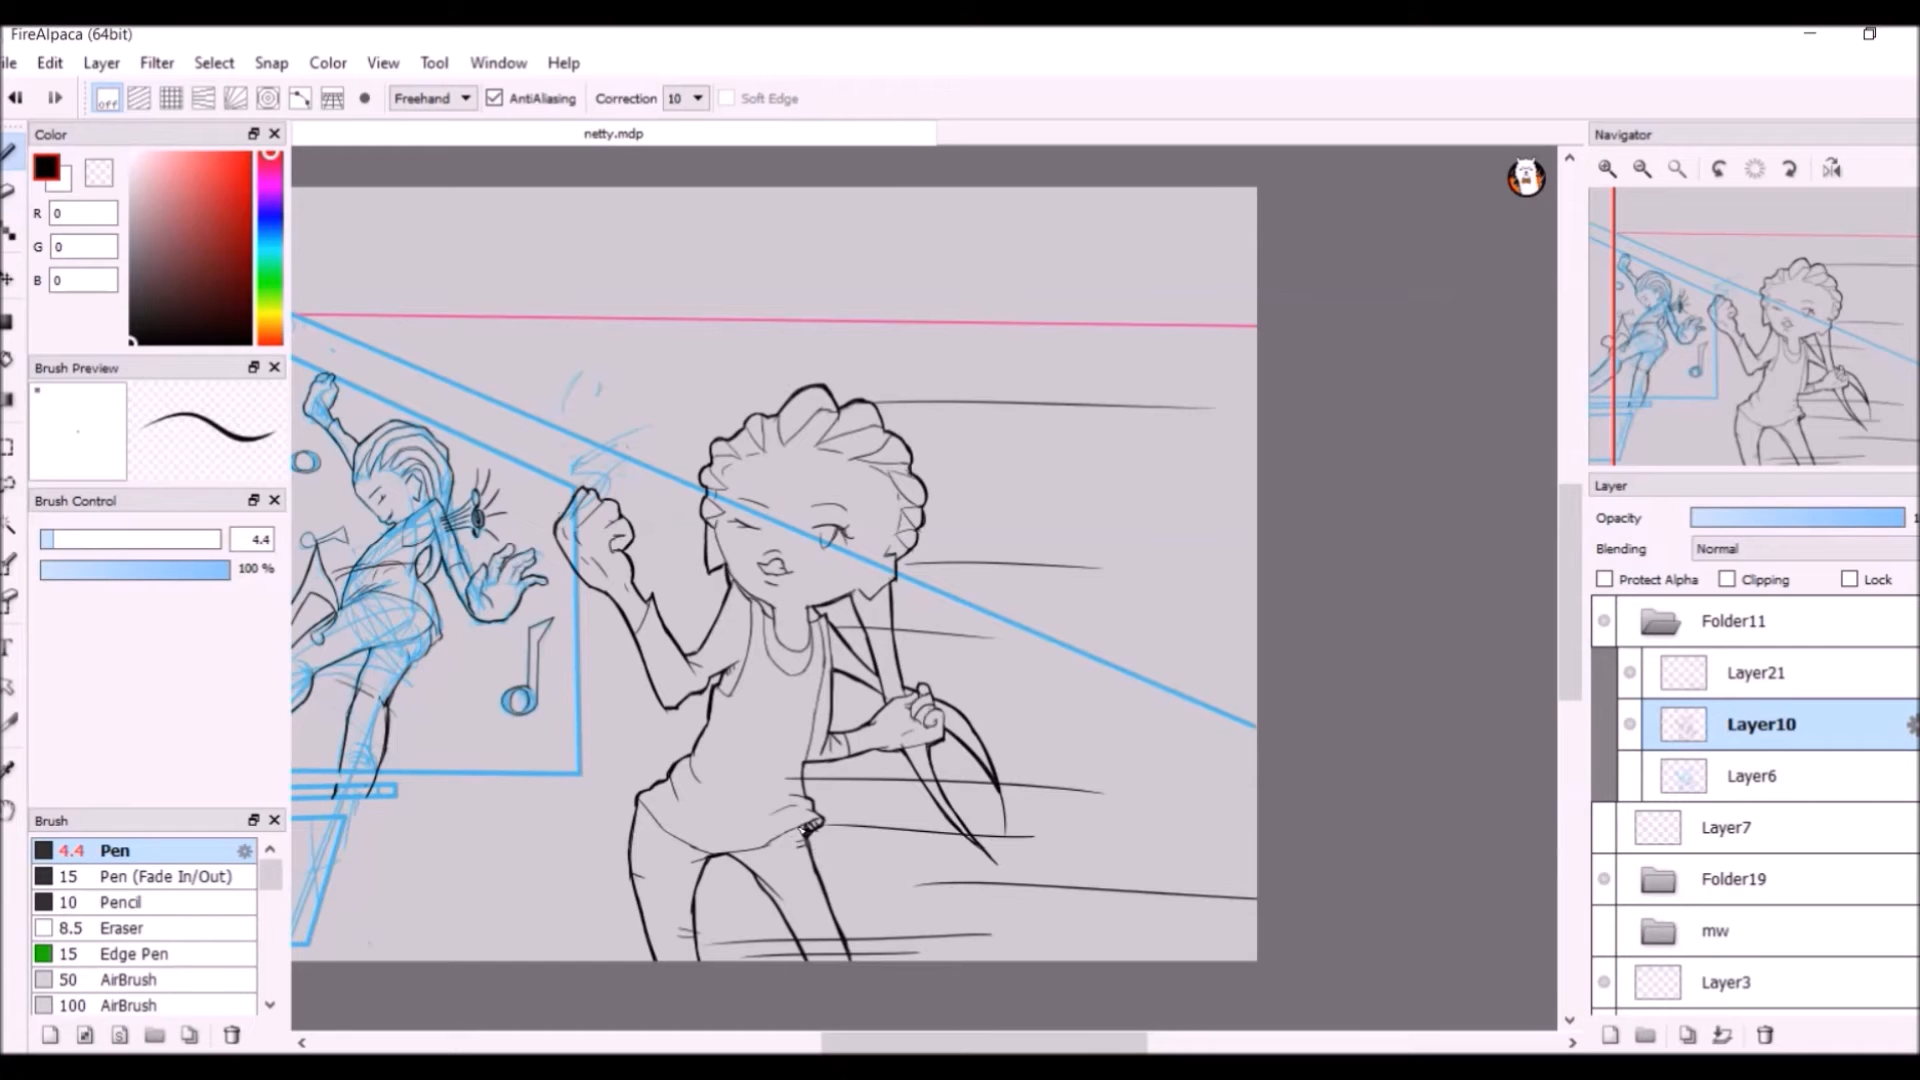 FireAlpaca (64bit)
ile Edit Layer Filter Select Snap Color View Tool Window Help
off Freehand AntiAliasing Correction 10 Soft Edge
Color
netty.mdp
Navigator
R 0
G 0
B 0
Brush Preview
Layer
Brush Control
Opacity 1
4.4
Blending Normal
100 %
Protect Alpha Clipping Lock
Folder11
Layer21
Layer10
Layer6
Brush
Layer7
4.4 Pen
15 Pen (Fade In/Out)
Folder19
10 Pencil
8.5 Eraser
mw
15 Edge Pen
50 AirBrush
Layer3
100 AirBrush